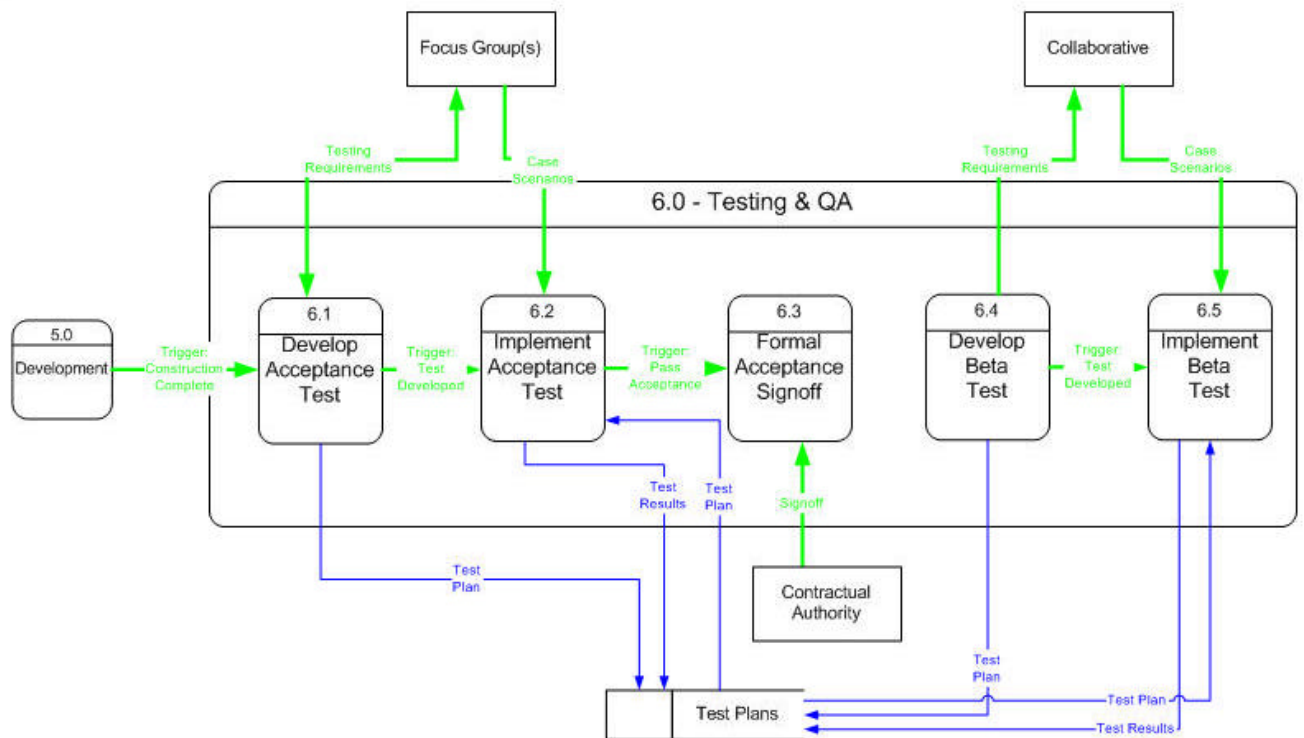 Focus Group(s)
Collaborative
Testing
Requirements
Case
Scenarios
Testing
Requirements
Case
Scenarios
6.0 - Testing & QA
5.0
Development
Trigger:
Construction
Complete
6.1
Develop
Acceptance
Test
Trigger:
Test
Developed
6.2
Implement
Acceptance
Test
Trigger:
Pass
Acceptance
6.3
Formal
Acceptance
Signoff
6.4
Develop
Beta
Test
Trigger:
Test
Developed
6.5
Implement
Beta
Test
Test
Results
Test
Plan
Signoff
Test
Plan
Contractual
Authority
Test
Plan
Test Plans
Test Plan
Test Results